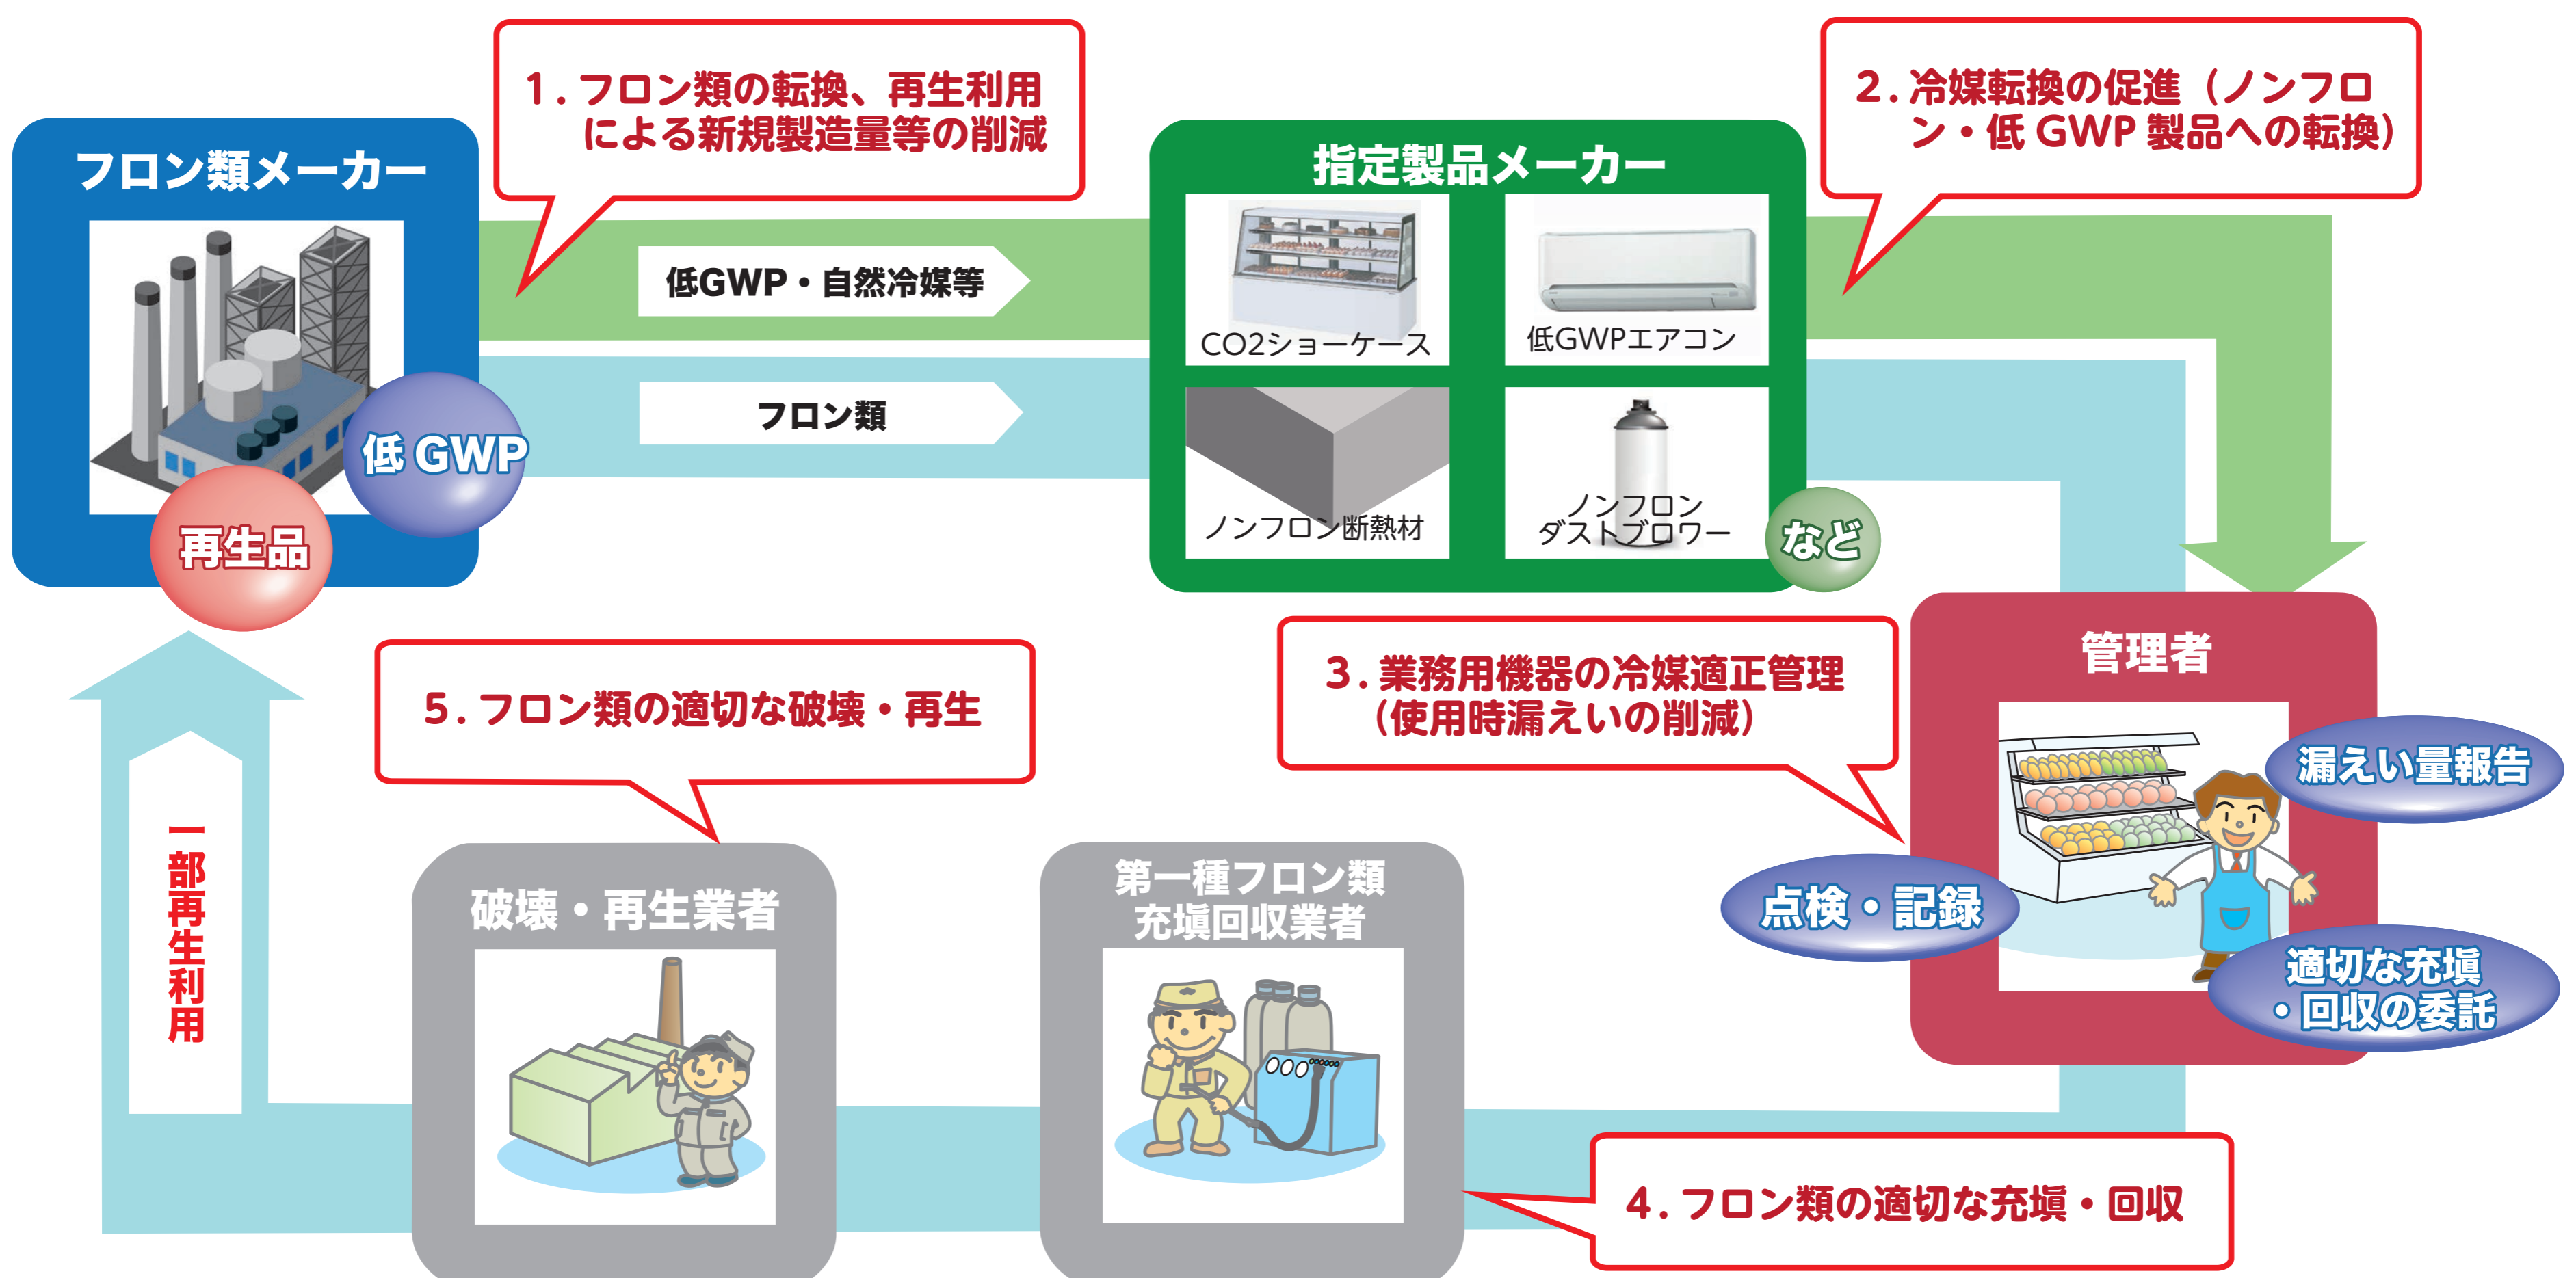 1. フロン類の転換、再生利用
による新規製造量等の削減
2. 冷媒転換の促進（ノンフロ
ン・低 GWP 製品への転換）
フロン類メーカー
低 GWP
再生品
低GWP・自然冷媒等
フロン類
指定製品メーカー
CO2ショーケース
低GWPエアコン
ノンフロン断熱材
ノンフロン
ダストブロワー
など
3. 業務用機器の冷媒適正管理
（使用時漏えいの削減）
管理者
漏えい量報告
点検・記録
適切な充塡
・回収の委託
4. フロン類の適切な充塡・回収
第一種フロン類
充塡回収業者
5. フロン類の適切な破壊・再生
破壊・再生業者
一部再生利用